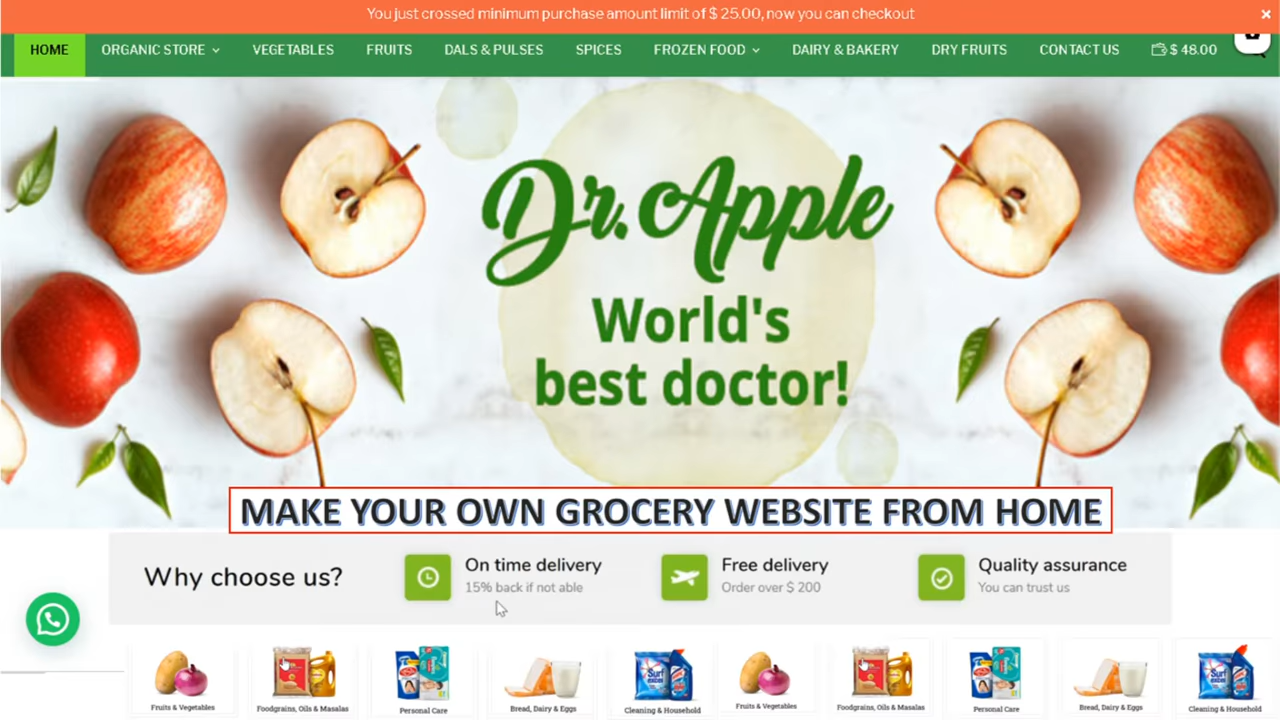 You just crossed minimum purchase amount limit of $ 25.00, now you can checkout ×
HOME ORGANIC STORE VEGETABLES FRUITS DALS & PULSES SPICES FROZEN FOOD DAIRY & BAKERY DRY FRUITS CONTACT US $ 48.00
Dr. Apple
World's
best doctor!
MAKE YOUR OWN GROCERY WEBSITE FROM HOME
Why choose us?
On time delivery
15% back if not able
Free delivery
Order over $ 200
Quality assurance
You can trust us
Surf excel Surf excel
Fruits & Vegetables Foodgrains, Oils & Masalas Personal Care Bread, Dairy & Eggs Cleaning & Household Fruits & Vegetables Foodgrains, Oils & Masalas Personal Care Bread, Dairy & Eggs Cleaning & Household